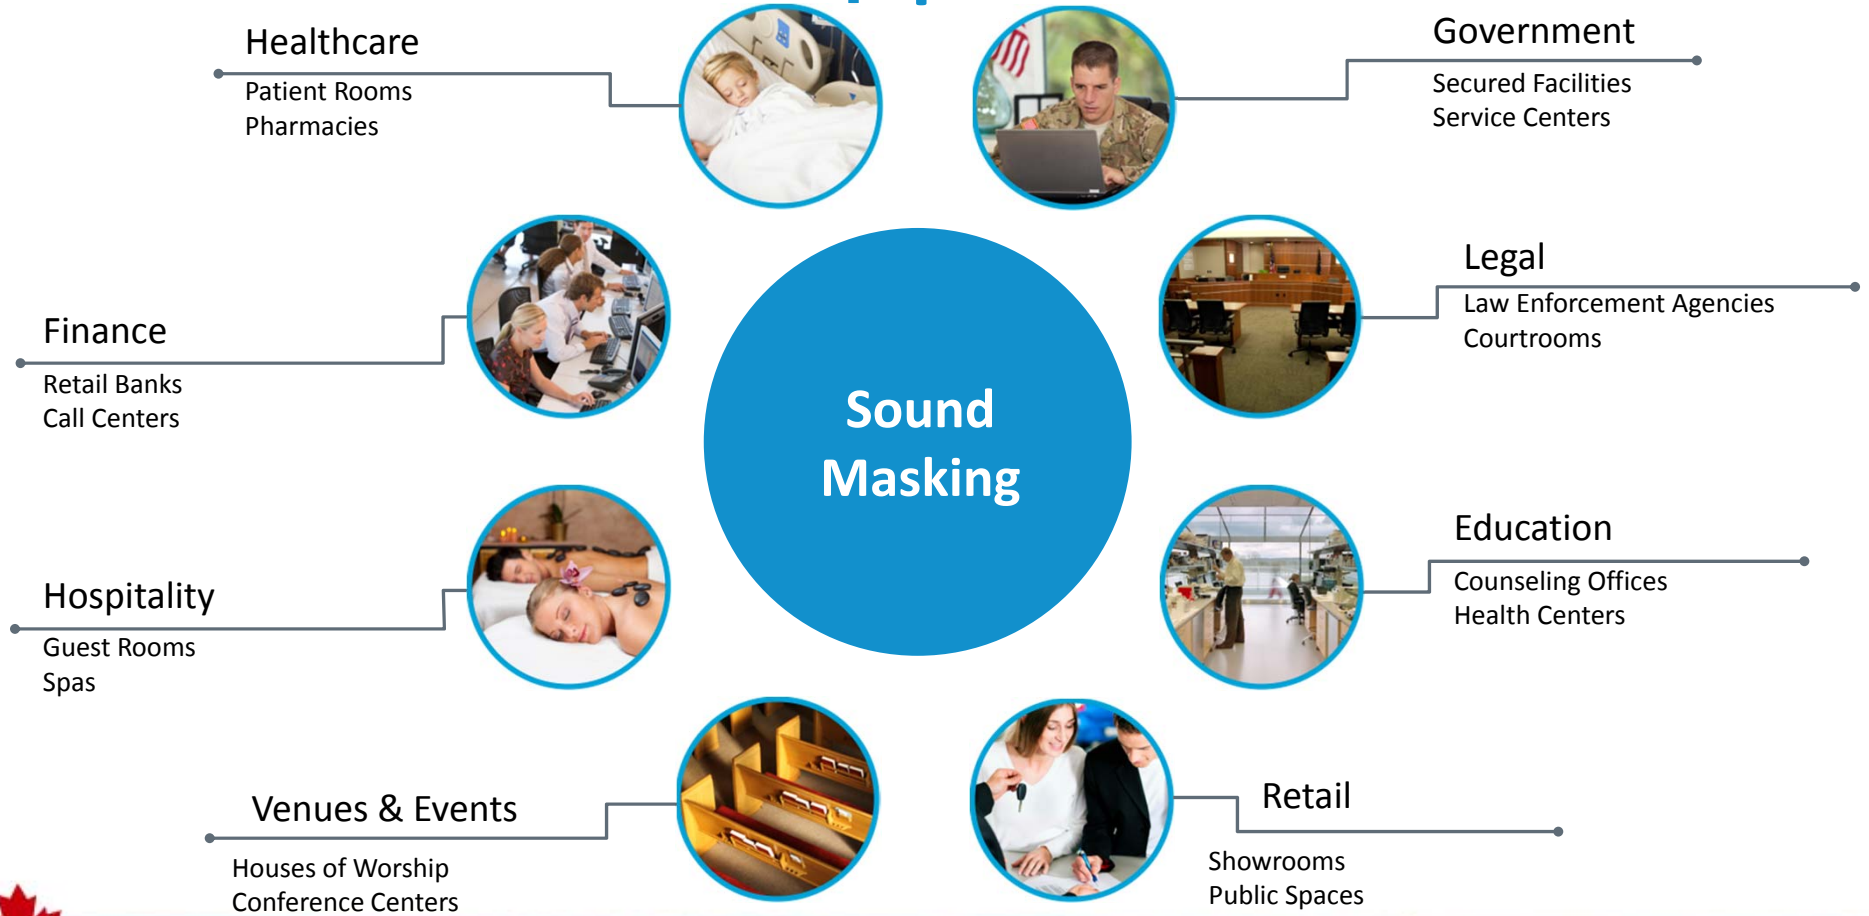 Healthcare
Patient Rooms
Pharmacies
Government
Secured Facilities
Service Centers
Finance
Retail Banks
Call Centers
Sound
Masking
Legal
Law Enforcement Agencies
Courtrooms
Hospitality
Guest Rooms
Spas
Education
Counseling Offices
Health Centers
Venues & Events
Houses of Worship
Conference Centers
Retail
Showrooms
Public Spaces